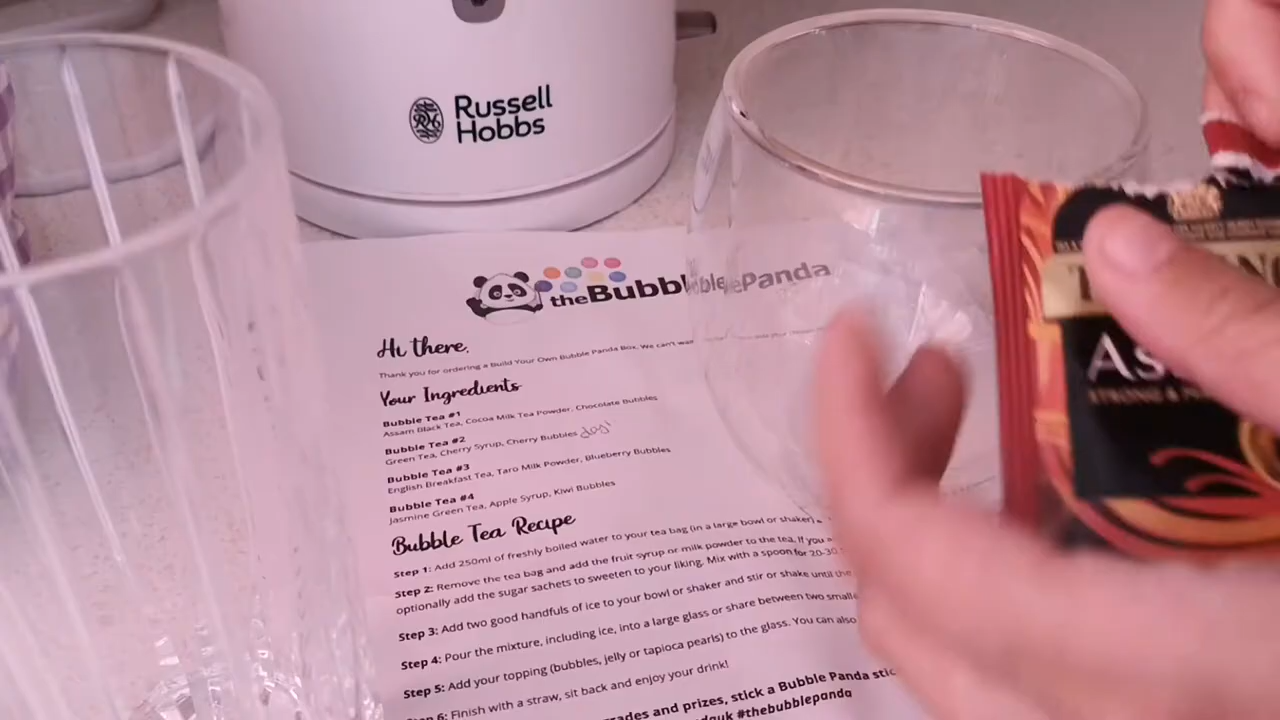 Russell
Hobbs
theBubblePanda
Hi there,
Thank you for ordering a Build Your Own Bubble Panda Box. We can't wait
Your Ingredients
Bubble Tea #1
Assam Black Tea, Cocoa Milk Tea Powder, Chocolate Bubbles
Bubble Tea #2
Green Tea, Cherry Syrup, Cherry Bubbles
Bubble Tea #3
English Breakfast Tea, Taro Milk Powder, Blueberry Bubbles
Bubble Tea #4
Jasmine Green Tea, Apple Syrup, Kiwi Bubbles
Bubble Tea Recipe
Step 1: Add 250ml of freshly boiled water to your tea bag (in a large bowl or shaker).
Step 2: Remove the tea bag and add the fruit syrup or milk powder to the tea. If you
optionally add the sugar sachets to sweeten to your liking. Mix with a spoon for 20-30
Step 3: Add two good handfuls of ice to your bowl or shaker and stir or shake until the
Step 4: Pour the mixture, including ice, into a large glass or share between two
Step 5: Add your topping (bubbles, jelly or tapioca pearls) to the glass. You can also
6: Finish with a straw, sit back and enjoy your drink!
and prizes, stick a Bubble Panda
#thebubblepanda
As
STRONG &